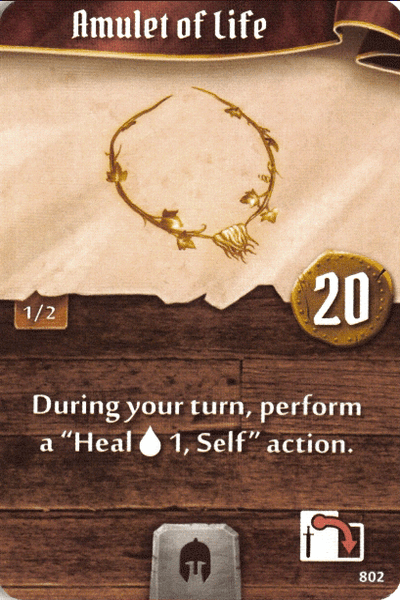 Amulet of Life
20
1/2
During your turn, perform
a “Heal 1, Self” action.
802